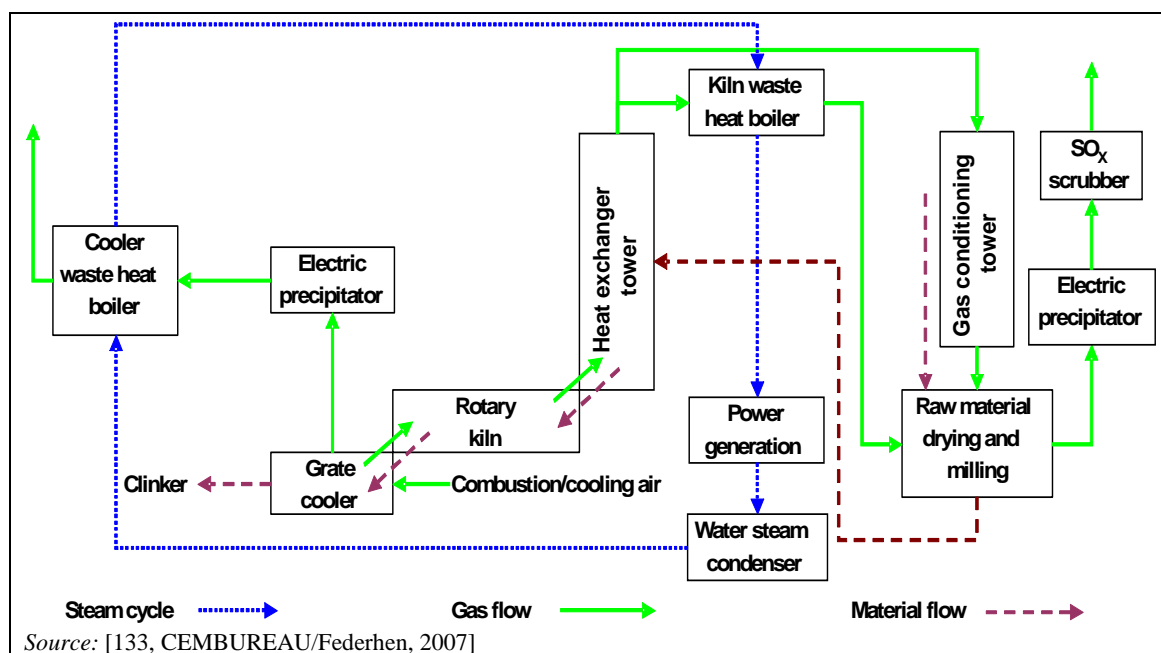 Kiln waste
heat boiler
SOX
scrubber
Cooler
waste heat
boiler
Electric
precipitator
Heat exchanger
tower
Gas conditioning
tower
Electric
precipitator
Rotary
kiln
Power
generation
Raw material
drying and
milling
Grate
cooler
Clinker
Combustion/cooling air
Water steam
condenser
Steam cycle
Gas flow
Material flow
Source: [133, CEMBUREAU/Federhen, 2007]